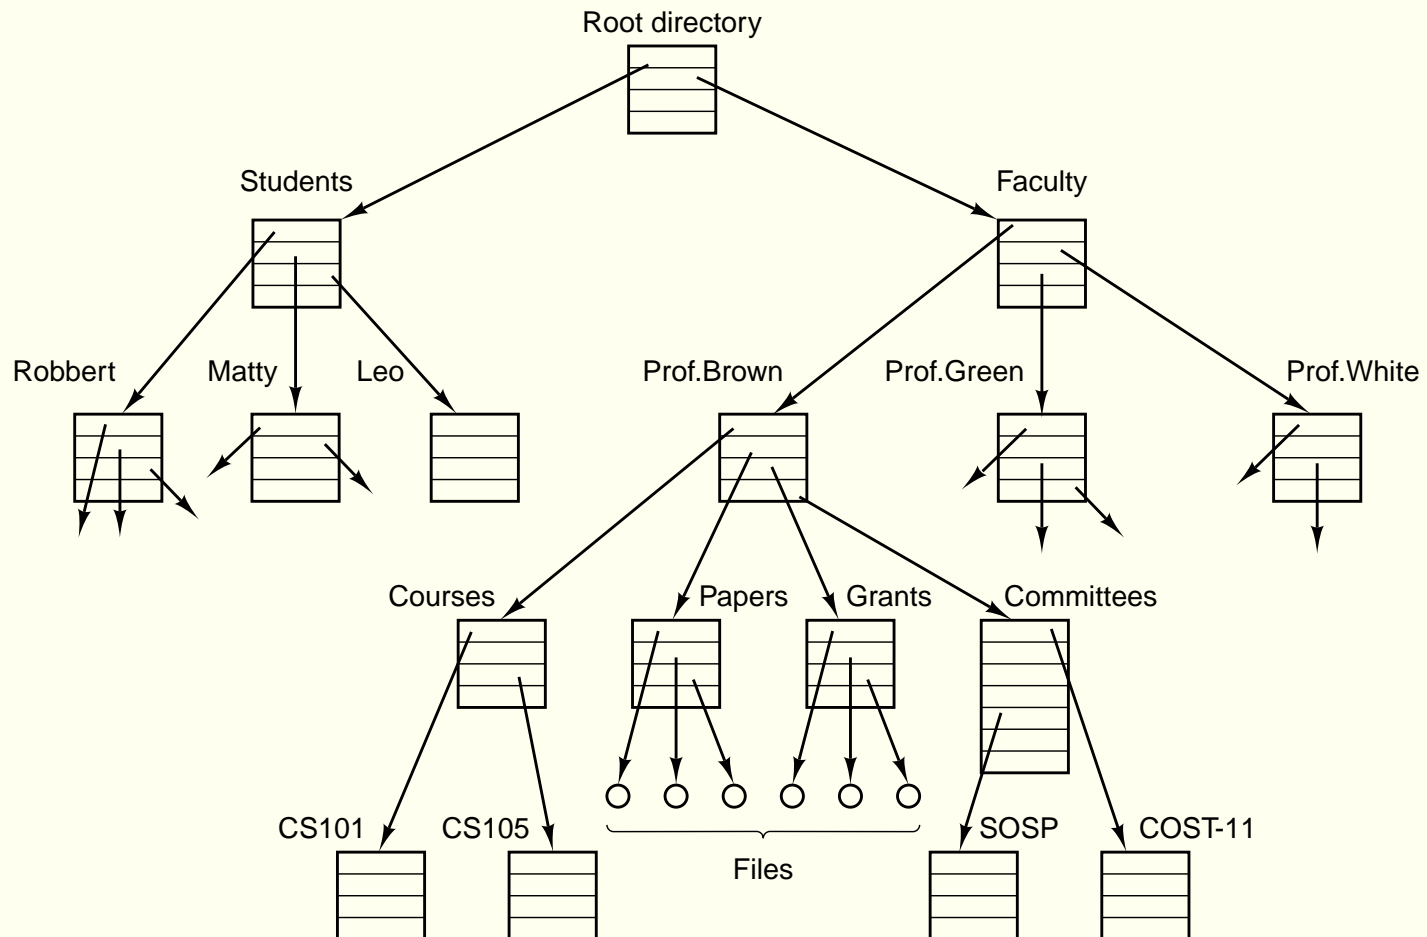 Root directory
Students
Faculty
Robbert
Matty
Leo
Prof.Brown
Prof.Green
Prof.White
Courses
Papers
Grants
Committees
CS101
CS105
SOSP
COST-11
Files